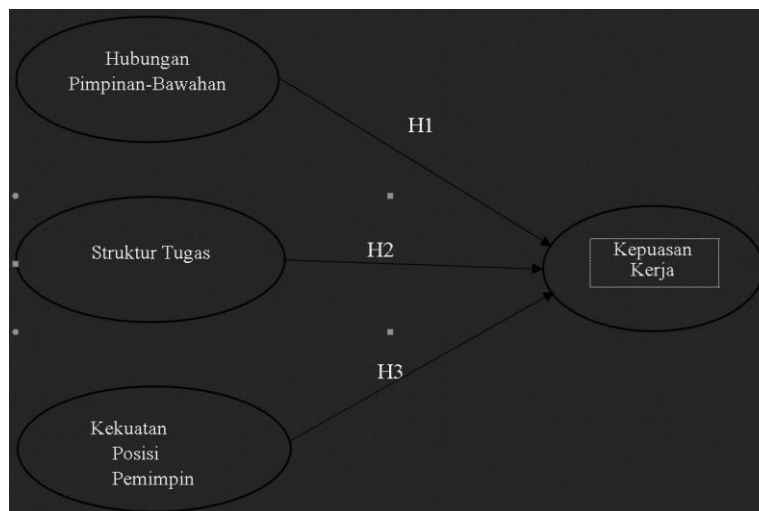 Hubungan
Pimpinan-Bawahan
H1
Struktur Tugas
H2
Kepuasan
Kerja
H3
Kekuatan
Posisi
Pemimpin